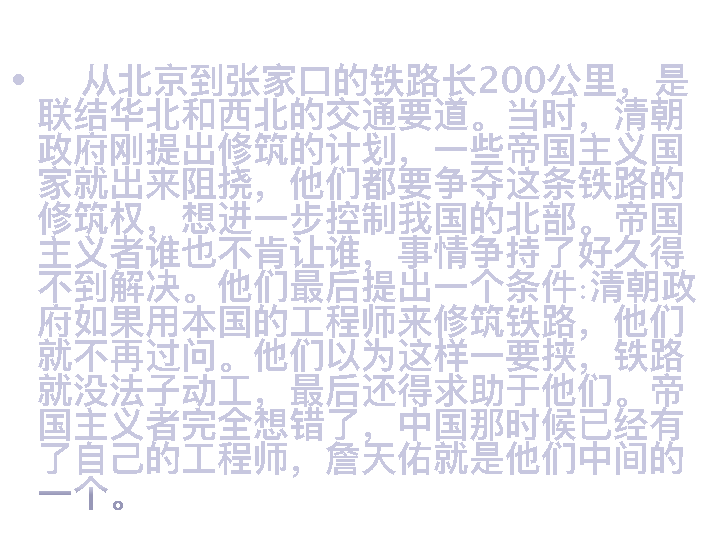 • 从北京到张家口的铁路长200公里，是
联结华北和西北的交通要道。当时，清朝
政府刚提出修筑的计划，一些帝国主义国
家就出来阻挠，他们都要争夺这条铁路的
修筑权，想进一步控制我国的北部。帝国
主义者谁也不肯让谁，事情争持了好久得
不到解决。他们最后提出一个条件:清朝政
府如果用本国的工程师来修筑铁路，他们
就不再过问。他们以为这样一要挟，铁路
就没法子动工，最后还得求助于他们。帝
国主义者完全想错了，中国那时候已经有
了自己的工程师，詹天佑就是他们中间的
一个。